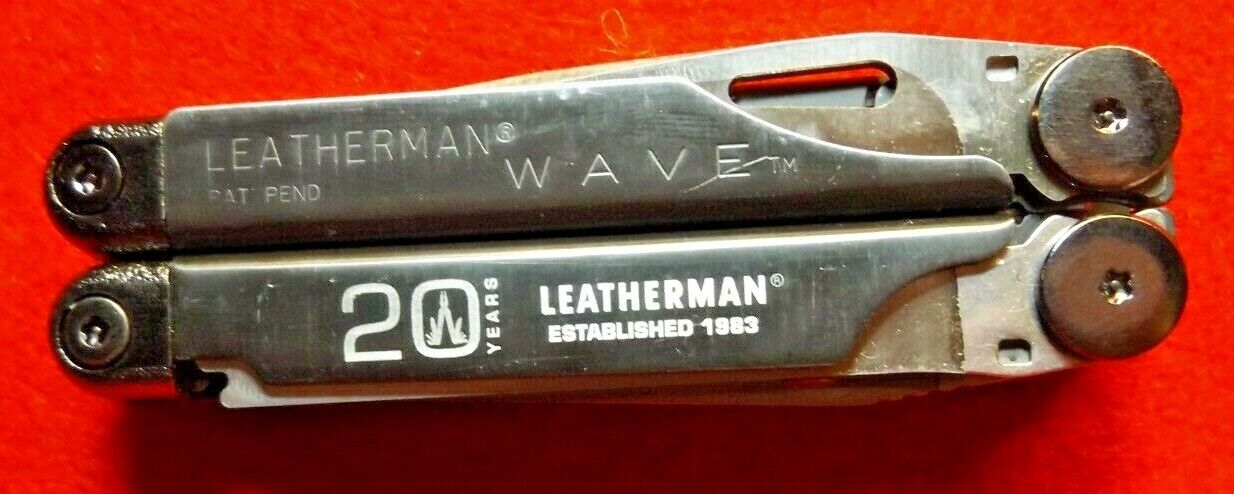 LEATHERMAN® WAVE™
PAT PEND
20 YEARS
LEATHERMAN®
ESTABLISHED 1983